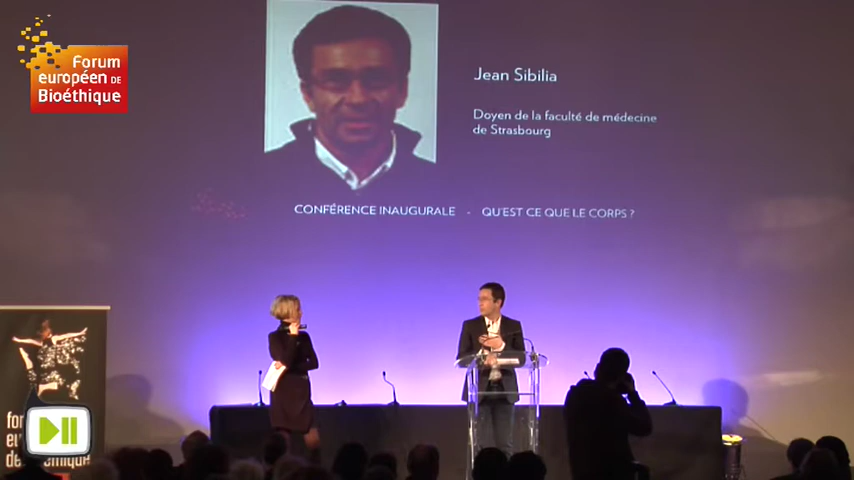 Forum
européen DE
Bioéthique
Jean Sibilia
Doyen de la faculté de médecine
de Strasbourg
CONFÉRENCE INAUGURALE - QU'EST CE QUE LE CORPS ?